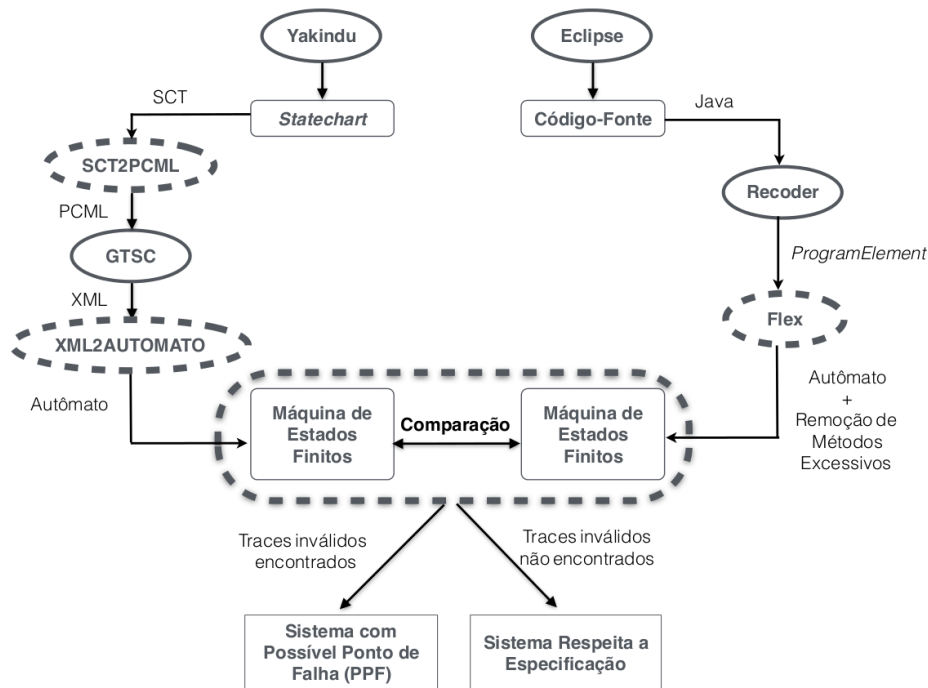 Yakindu
Eclipse
SCT
Statechart
Código-Fonte
Java
SCT2PCML
Recoder
PCML
GTSC
ProgramElement
XML
Flex
XML2AUTOMATO
Autômato
Máquina de
Estados
Finitos
Comparação
Máquina de
Estados
Finitos
Autômato
+
Remoção de
Métodos
Excessivos
Traces inválidos
encontrados
Traces inválidos
não encontrados
Sistema com
Possível Ponto de
Falha (PPF)
Sistema Respeita a
Especificação